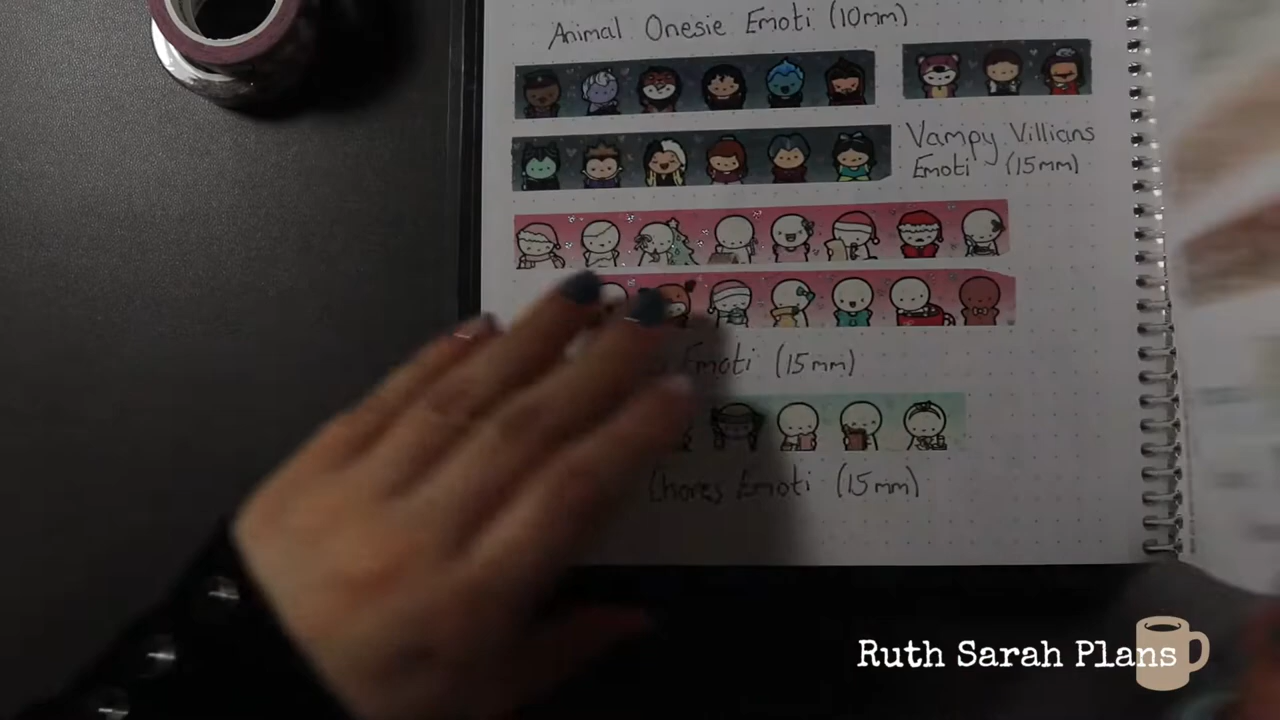 Animal Onesie Emoti (10mm)
Vampy Villians
Emoti (15mm)
Emoti (15mm)
Chores Emoti (15mm)
Ruth Sarah Plans